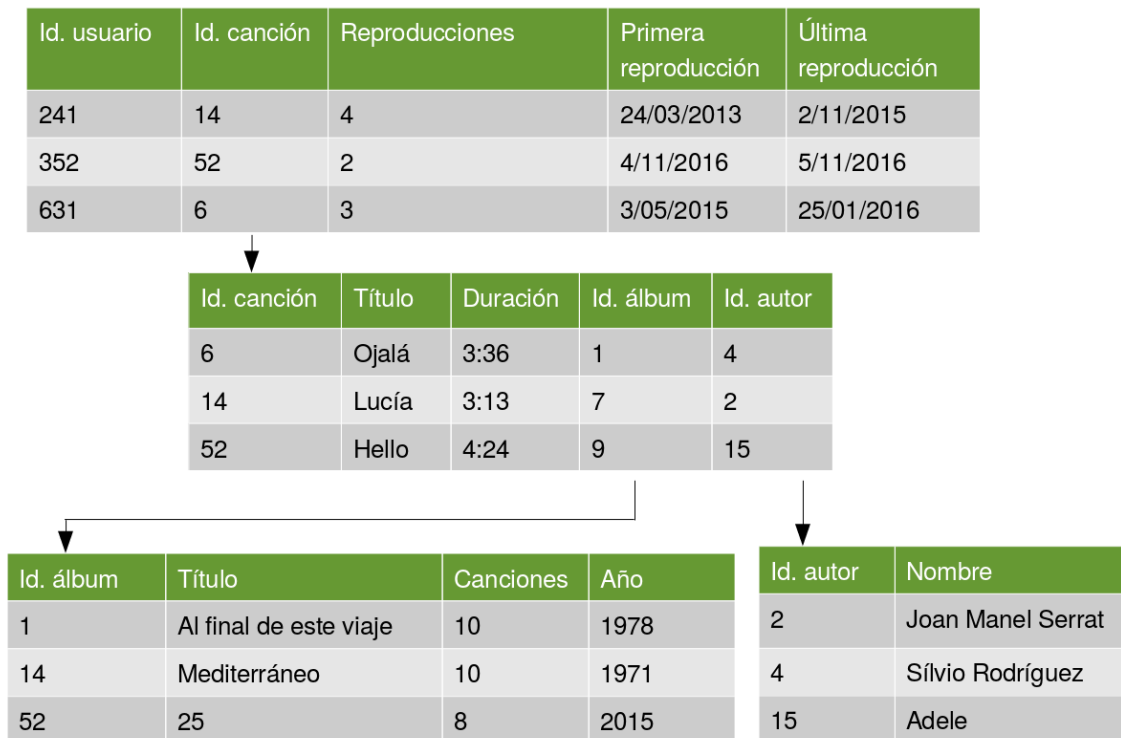 Id. usuario Id. canción Reproducciones Primera reproducción Última reproducción
241 14 4 24/03/2013 2/11/2015
352 52 2 4/11/2016 5/11/2016
631 6 3 3/05/2015 25/01/2016
Id. canción Título Duración Id. álbum Id. autor
6 Ojalá 3:36 1 4
14 Lucía 3:13 7 2
52 Hello 4:24 9 15
Id. álbum Título Canciones Año
1 Al final de este viaje 10 1978
14 Mediterráneo 10 1971
52 25 8 2015
Id. autor Nombre
2 Joan Manel Serrat
4 Sílvio Rodríguez
15 Adele